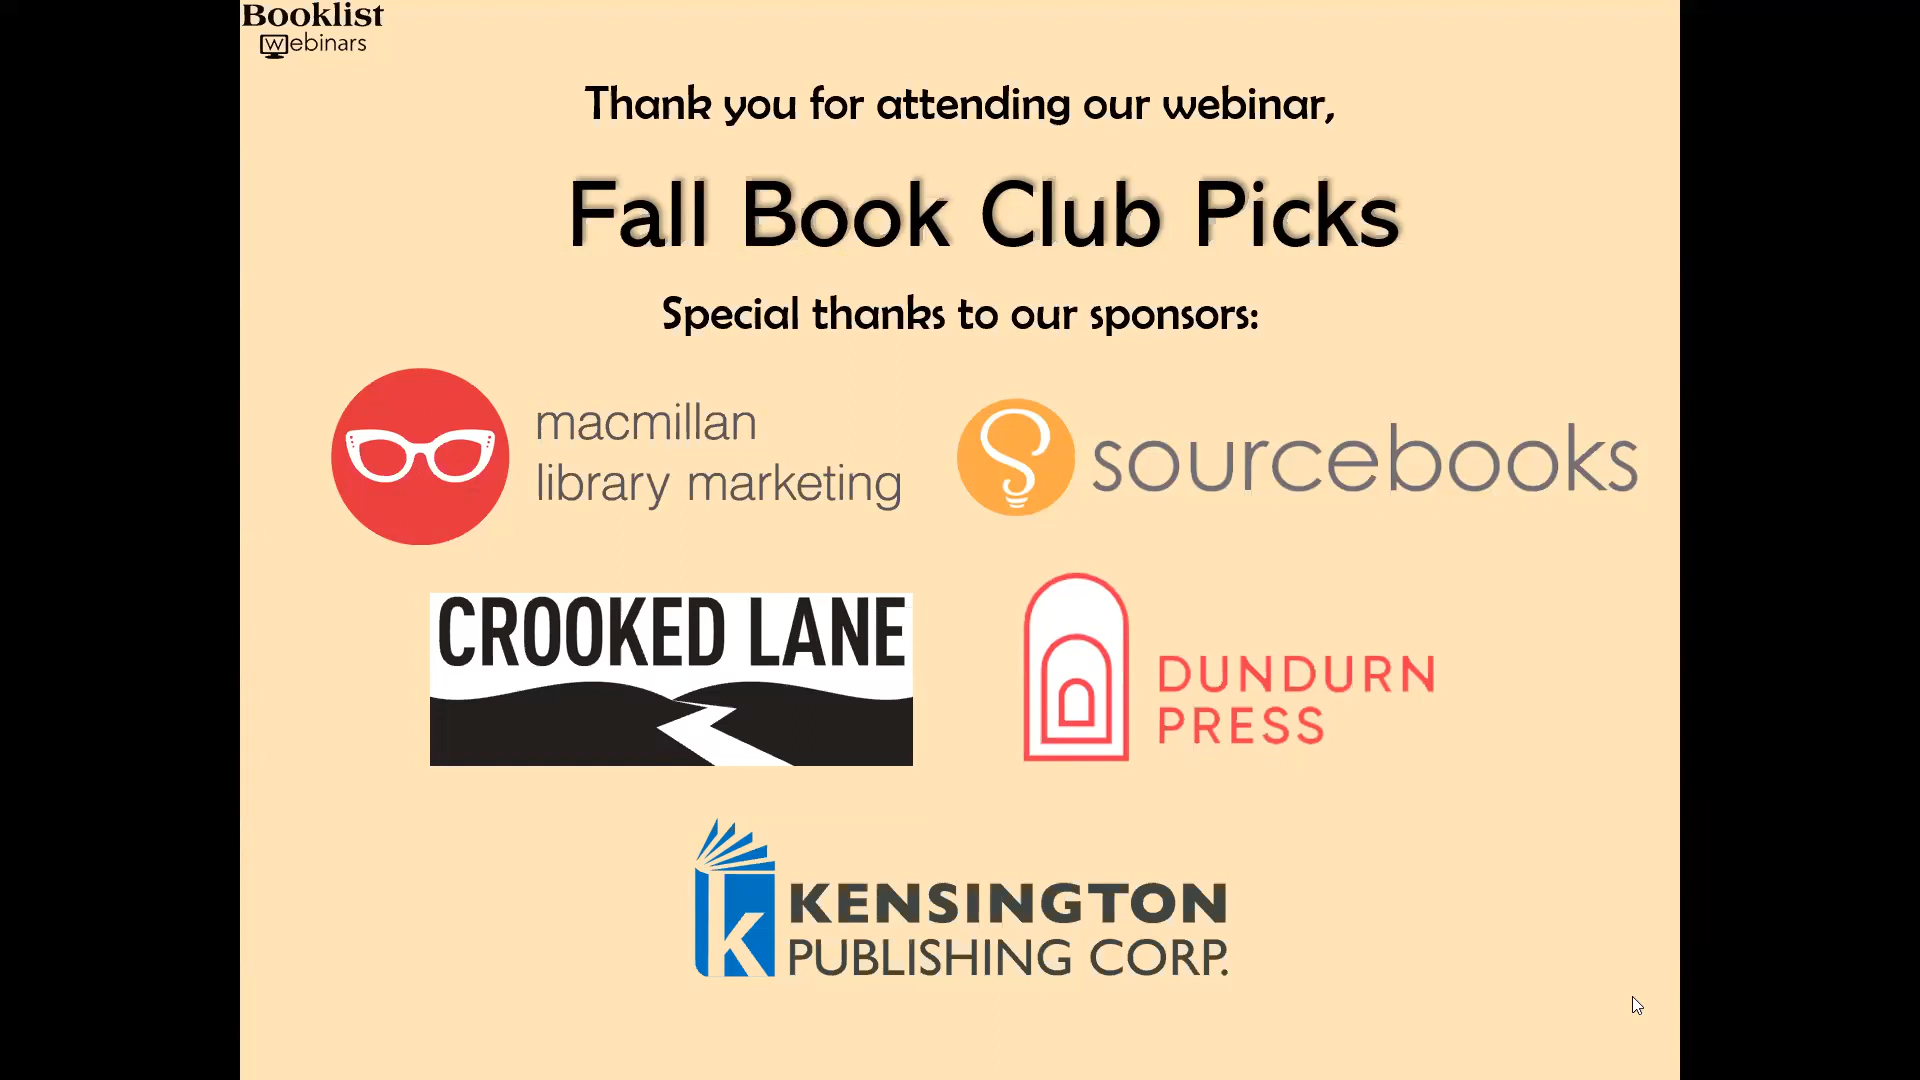 Booklist
Webinars
Thank you for attending our webinar,
Fall Book Club Picks
Special thanks to our sponsors:
macmillan
library marketing
sourcebooks
CROOKED LANE
DUNDURN
PRESS
k
KENSINGTON
PUBLISHING CORP.